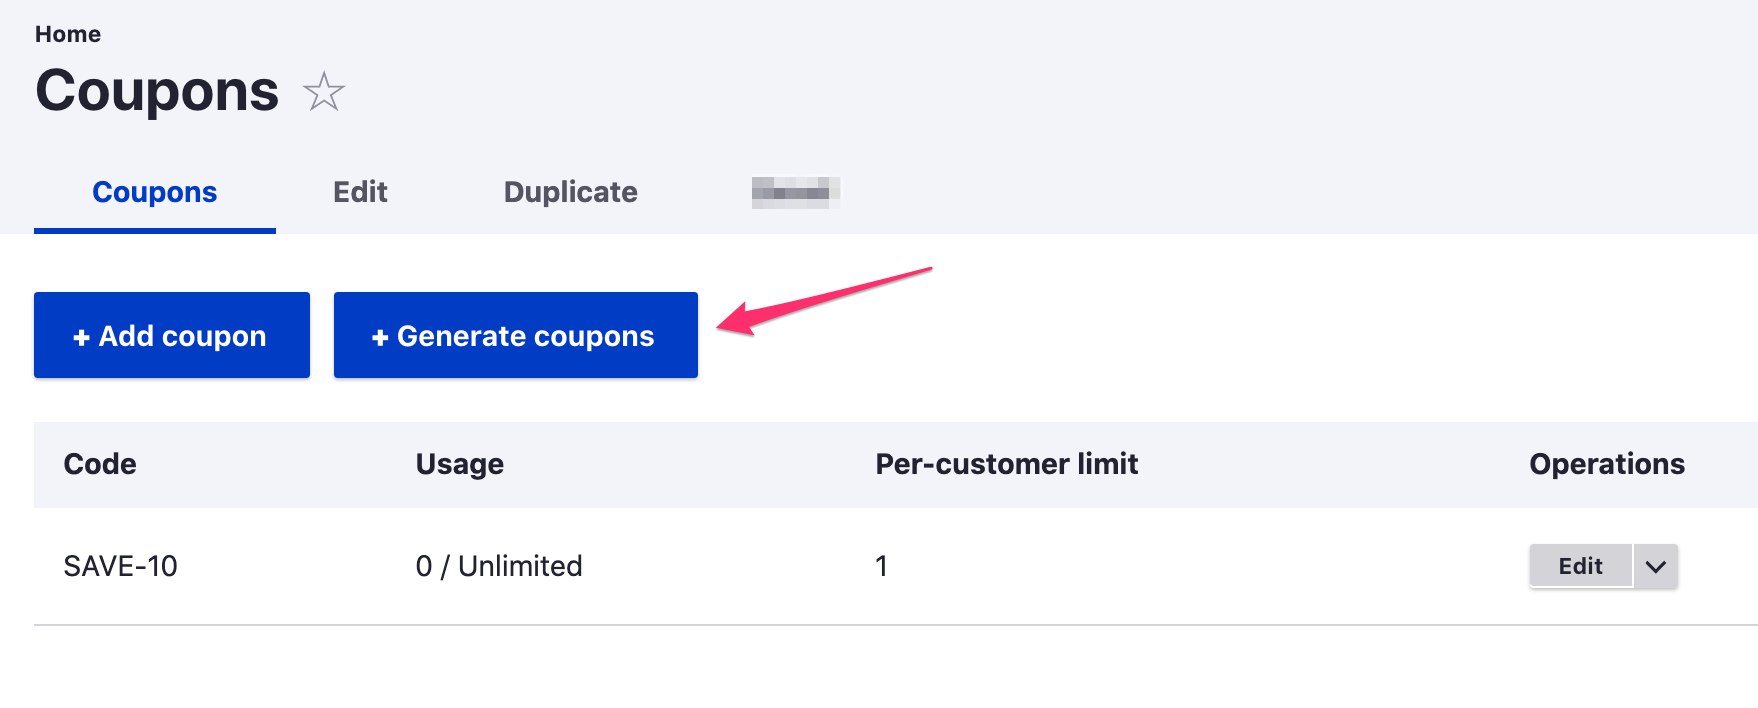 Home
Coupons
Coupons Edit Duplicate
+ Add coupon + Generate coupons
Code Usage Per-customer limit Operations
SAVE-10 0 / Unlimited 1 Edit